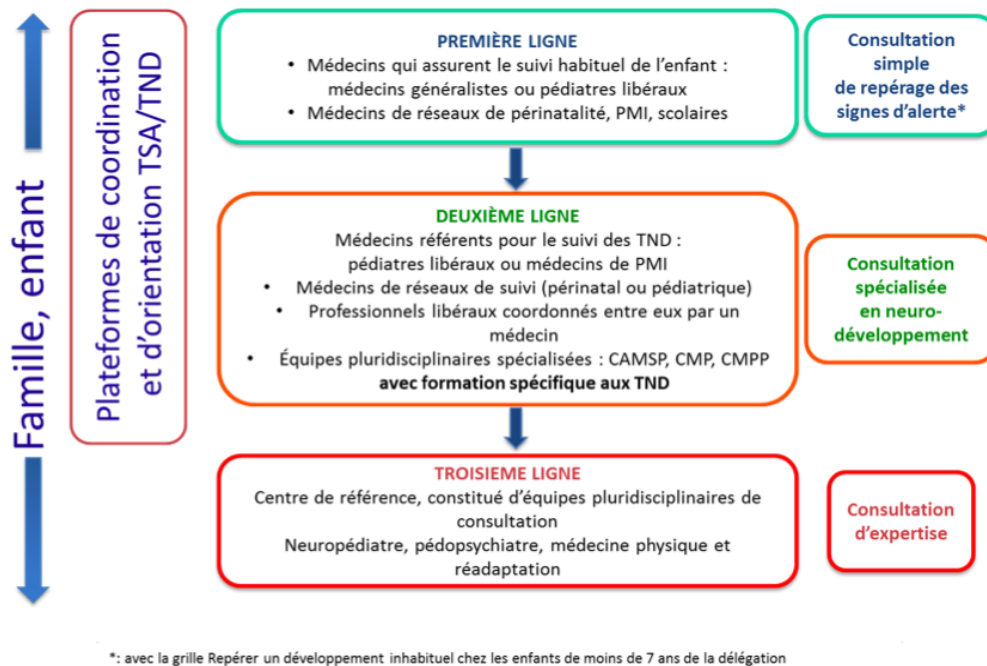 Famille, enfant
Plateformes de coordination
et d'orientation TSA/TND
PREMIÈRE LIGNE
• Médecins qui assurent le suivi habituel de l'enfant :
médecins généralistes ou pédiatres libéraux
• Médecins de réseaux de périnatalité, PMI, scolaires
Consultation
simple
de repérage des
signes d'alerte*
DEUXIÈME LIGNE
Médecins référents pour le suivi des TND :
pédiatres libéraux ou médecins de PMI
• Médecins de réseaux de suivi (périnatal ou pédiatrique)
• Professionnels libéraux coordonnés entre eux par un
médecin
• Équipes pluridisciplinaires spécialisées : CAMSP, CMP, CMPP
avec formation spécifique aux TND
Consultation
spécialisée
en neuro-
développement
TROISIEME LIGNE
Centre de référence, constitué d'équipes pluridisciplinaires de
consultation
Neuropédiatre, pédopsychiatre, médecine physique et
réadaptation
Consultation
d'expertise
*: avec la grille Repérer un développement inhabituel chez les enfants de moins de 7 ans de la délégation